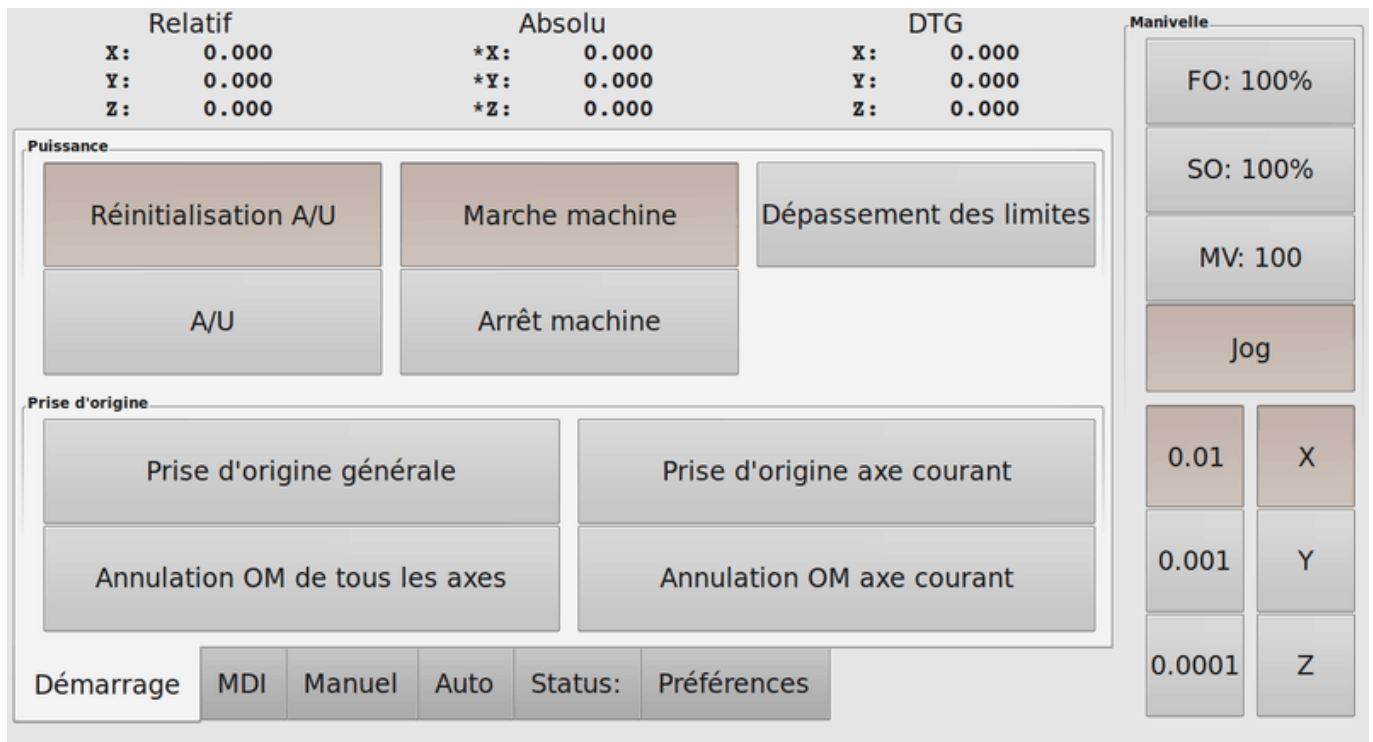 Relatif Absolu DTG
X: 0.000 *X: 0.000 X: 0.000
Y: 0.000 *Y: 0.000 Y: 0.000
Z: 0.000 *Z: 0.000 Z: 0.000
Puissance
Réinitialisation A/U Marche machine Dépassement des limites
A/U Arrêt machine
Prise d'origine
Prise d'origine générale Prise d'origine axe courant
Annulation OM de tous les axes Annulation OM axe courant
Démarrage MDI Manuel Auto Status: Préférences
Manivelle
FO: 100%
SO: 100%
MV: 100
Jog
0.01 X
0.001 Y
0.0001 Z